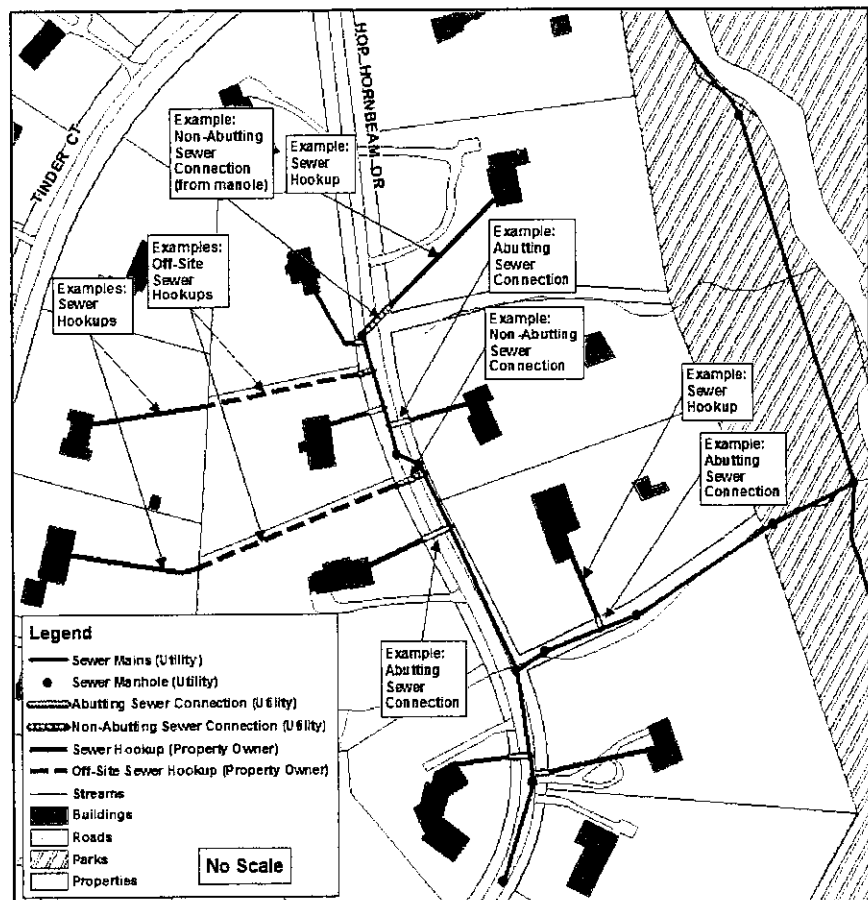 HOP HORNBEAM DR
TINDER CT
Example:
Non-Abutting
Sewer
Connection
(from manole)
Example:
Sewer
Hookup
Example:
Abutting
Sewer
Connection
Examples:
Off-Site
Sewer
Hookups
Examples:
Sewer
Hookups
Example:
Non-Abutting
Sewer
Connection
Example:
Sewer
Hookup
Example:
Abutting
Sewer
Connection
Example:
Abutting
Sewer
Connection
Legend
Sewer Mains (Utility)
Sewer Manhole (Utility)
Abutting Sewer Connection (Utility)
Non-Abutting Sewer Connection (Utility)
Sewer Hookup (Property Owner)
Off-Site Sewer Hookup (Property Owner)
Streams
Buildings
Roads
Parks
Properties
No Scale